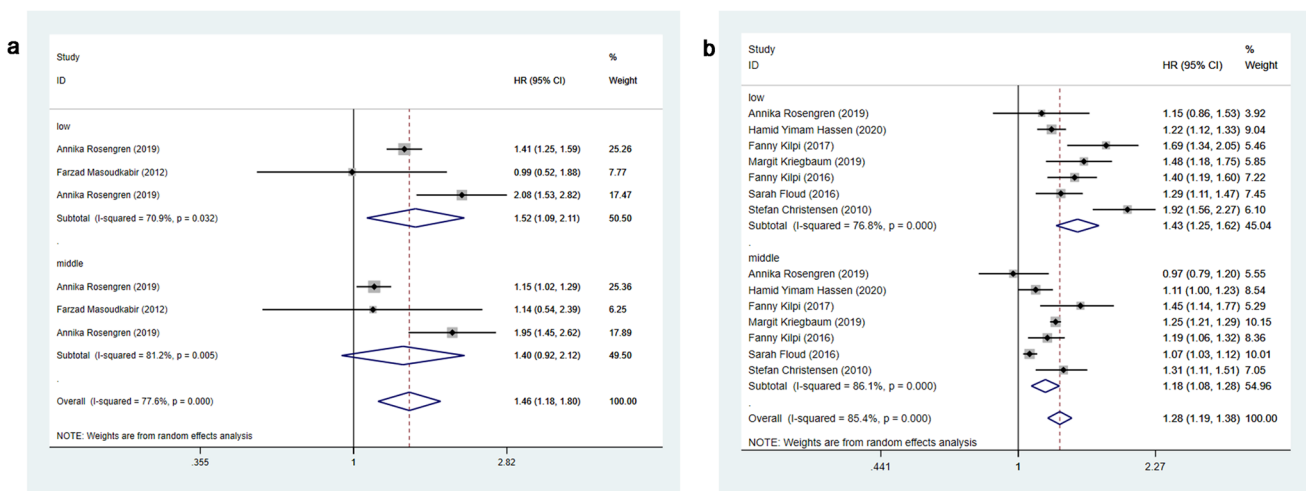 a
Study %
ID HR (95% CI) Weight
low
Annika Rosengren (2019) 1.41 (1.25, 1.59) 25.26
Farzad Masoudkabir (2012) 0.99 (0.52, 1.88) 7.77
Annika Rosengren (2019) 2.08 (1.53, 2.82) 17.47
Subtotal (I-squared = 70.9%, p = 0.032) 1.52 (1.09, 2.11) 50.50
.
middle
Annika Rosengren (2019) 1.15 (1.02, 1.29) 25.36
Farzad Masoudkabir (2012) 1.14 (0.54, 2.39) 6.25
Annika Rosengren (2019) 1.95 (1.45, 2.62) 17.89
Subtotal (I-squared = 81.2%, p = 0.005) 1.40 (0.92, 2.12) 49.50
.
Overall (I-squared = 77.6%, p = 0.000) 1.46 (1.18, 1.80) 100.00
NOTE: Weights are from random effects analysis
.355 1 2.82
b
Study %
ID HR (95% CI) Weight
low
Annika Rosengren (2019) 1.15 (0.86, 1.53) 3.92
Hamid Yimam Hassen (2020) 1.22 (1.12, 1.33) 9.04
Fanny Kilpi (2017) 1.69 (1.34, 2.05) 5.46
Margit Kriegbaum (2019) 1.48 (1.18, 1.75) 5.85
Fanny Kilpi (2016) 1.40 (1.19, 1.60) 7.22
Sarah Floud (2016) 1.29 (1.11, 1.47) 7.45
Stefan Christensen (2010) 1.92 (1.56, 2.27) 6.10
Subtotal (I-squared = 76.8%, p = 0.000) 1.43 (1.25, 1.62) 45.04
.
middle
Annika Rosengren (2019) 0.97 (0.79, 1.20) 5.55
Hamid Yimam Hassen (2020) 1.11 (1.00, 1.23) 8.54
Fanny Kilpi (2017) 1.45 (1.14, 1.77) 5.29
Margit Kriegbaum (2019) 1.25 (1.21, 1.29) 10.15
Fanny Kilpi (2016) 1.19 (1.06, 1.32) 8.36
Sarah Floud (2016) 1.07 (1.03, 1.12) 10.01
Stefan Christensen (2010) 1.31 (1.11, 1.51) 7.05
Subtotal (I-squared = 86.1%, p = 0.000) 1.18 (1.08, 1.28) 54.96
.
Overall (I-squared = 85.4%, p = 0.000) 1.28 (1.19, 1.38) 100.00
NOTE: Weights are from random effects analysis
.441 1 2.27